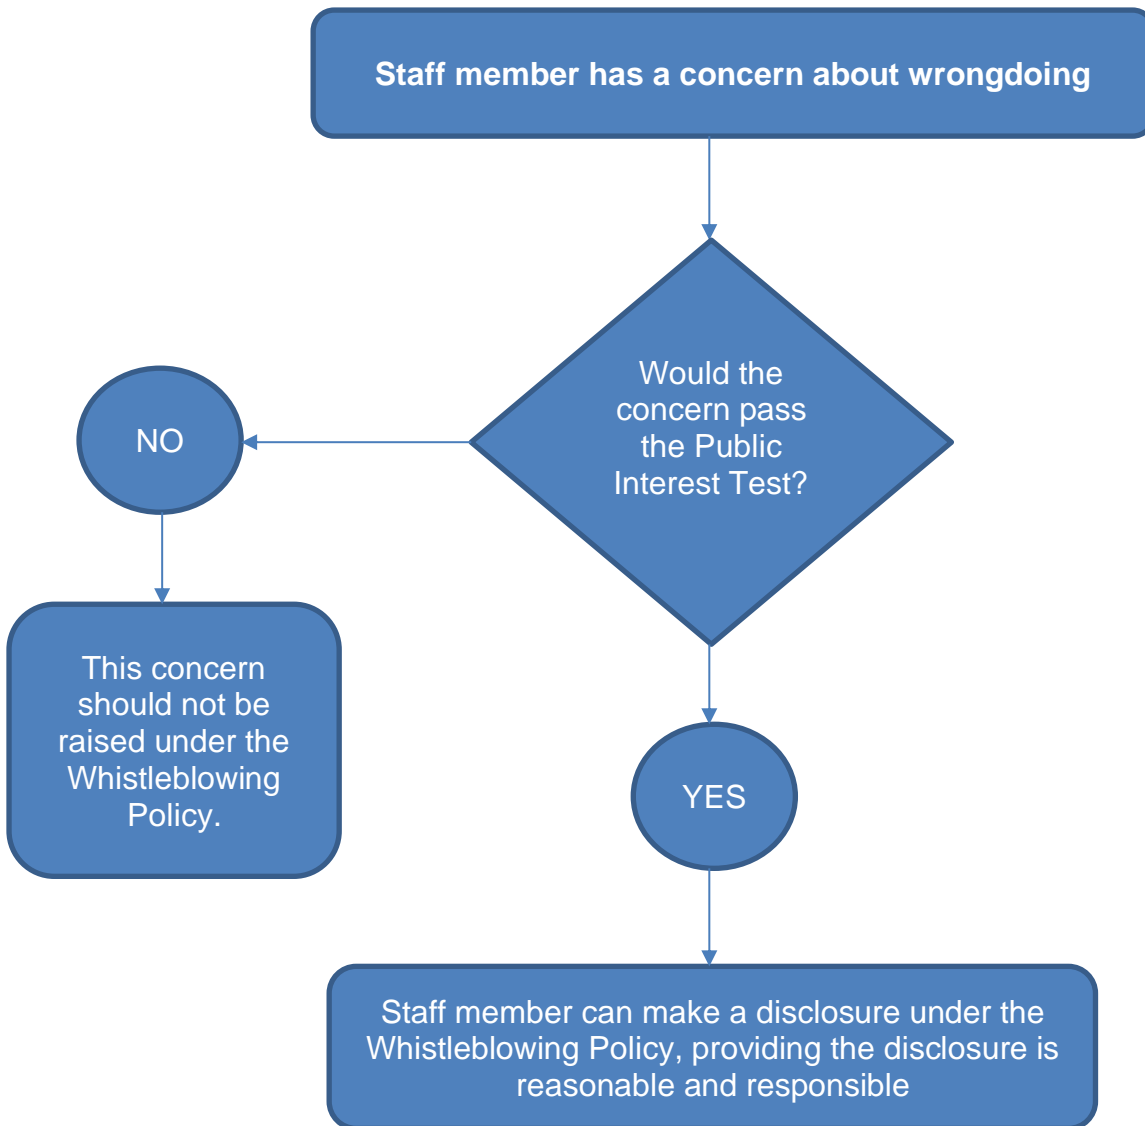 Staff member has a concern about wrongdoing
Would the
concern pass
the Public
Interest Test?
NO
This concern
should not be
raised under the
Whistleblowing
Policy.
YES
Staff member can make a disclosure under the
Whistleblowing Policy, providing the disclosure is
reasonable and responsible